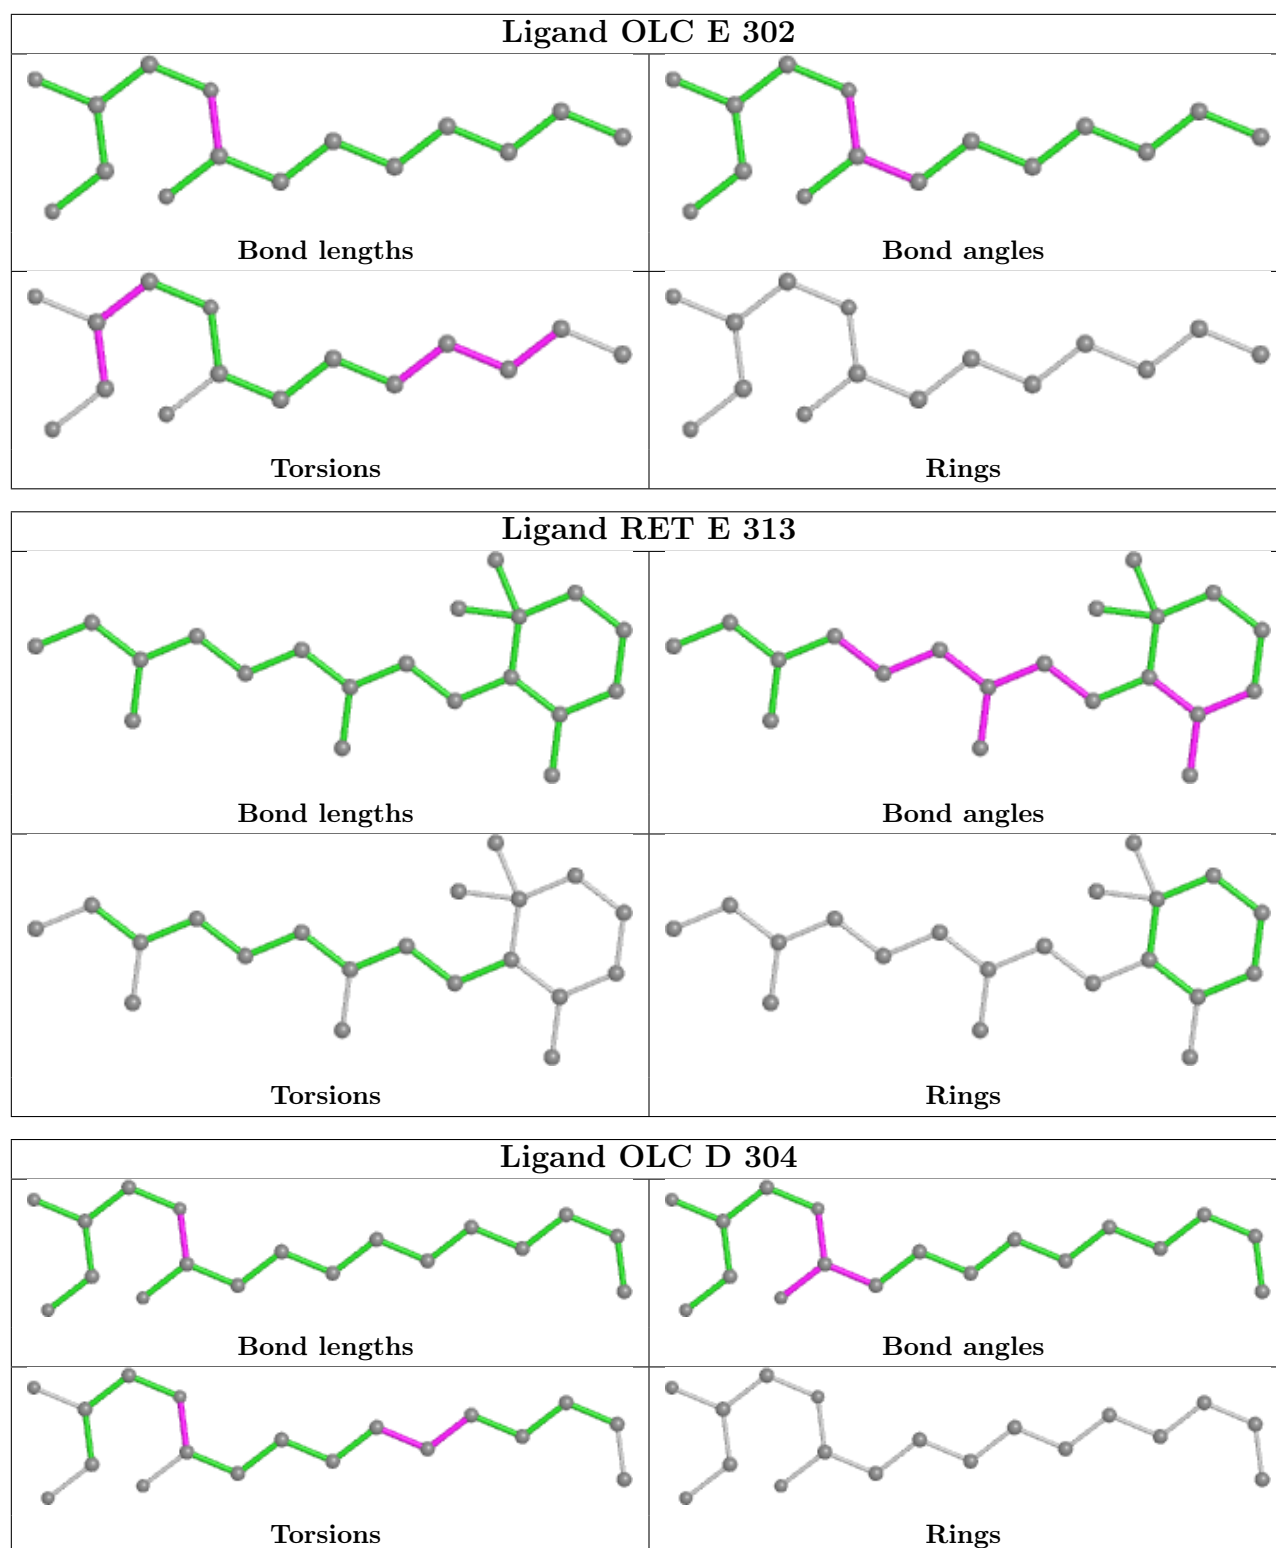 Ligand OLC E 302
Bond lengths
Bond angles
Torsions
Rings
Ligand RET E 313
Bond lengths
Bond angles
Torsions
Rings
Ligand OLC D 304
Bond lengths
Bond angles
Torsions
Rings